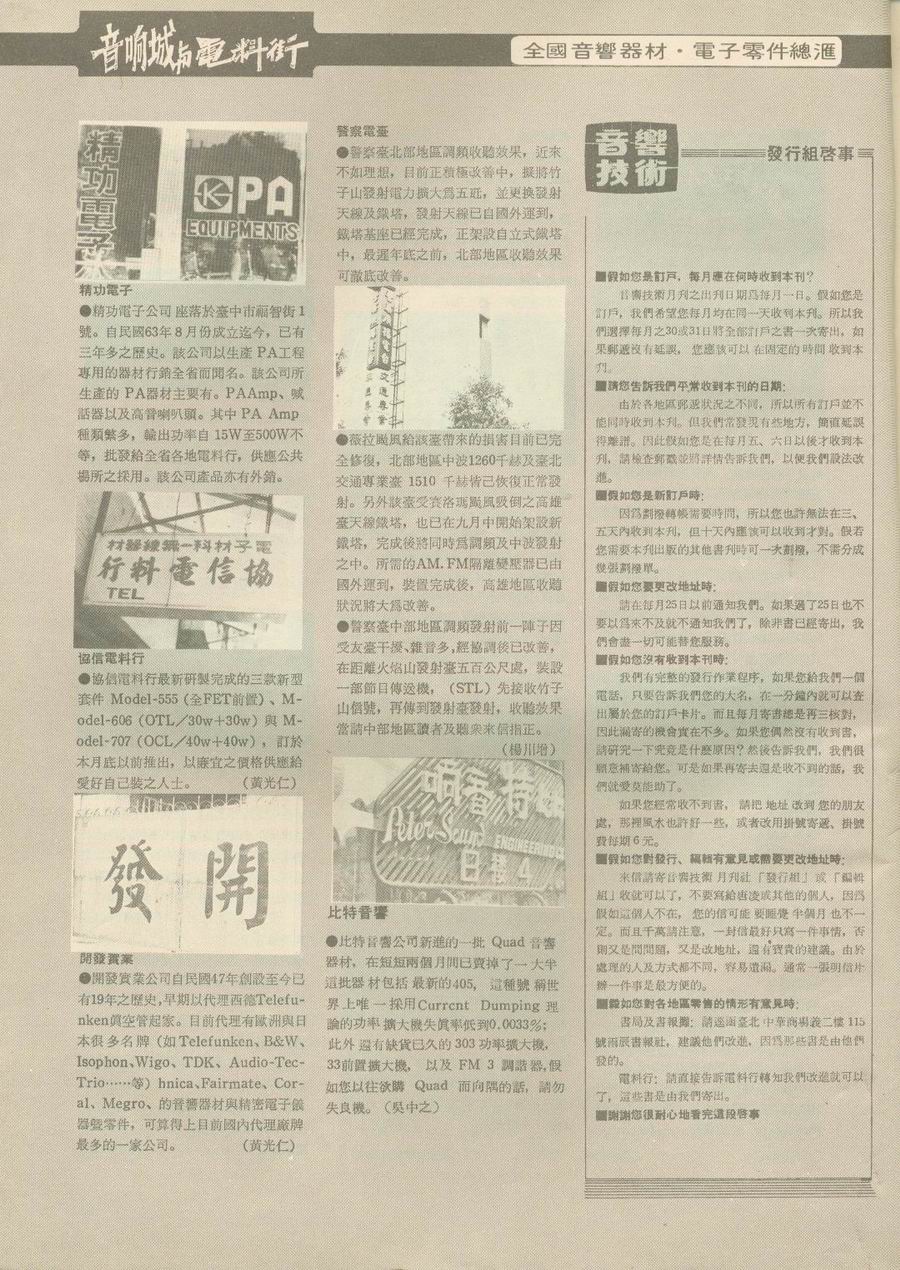 音响城与電料街
全國音響器材・電子零件總滙
精功電子
PA
EQUIPMENTS
精功電子
●精功電子公司座落於臺中市福智街1
號。自民國63年8月份成立迄今，已有
三年多之歷史。該公司以生產 PA工程
專用的器材行銷全省而聞名。該公司所
生產的 PA器材主要有。PAAmp、喊
話器以及高音喇叭頭。其中 PA Amp
種類繁多，輸出功率自 15W至500W不
等，批發給全省各地電料行，供應公共
場所之採用。該公司產品亦有外銷。
材器線無一科材子電
行料電信協
TEL
協信電料行
●協信電料行最新研製完成的三款新型
套件 Model-555 (全FET前置) 、M-
odel-606 (OTL／30w＋30w) 與 M-
odel-707 (OCL／40w＋40w) ，訂於
本月底以前推出，以廉宜之價格供應給
愛好自己裝之人士。　　　(黃光仁)
發 開
開發實業
●開發實業公司自民國47年創設至今已
有19年之歷史,早期以代理西德Telefu-
nken眞空管起家。目前代理有歐洲與日
本很多名牌 (如 Telefunken、B&W、
Isophon、Wigo、TDK、Audio-Tec-
Trio……等) hnica、Fairmate、Cor-
al、Megro、的音響器材與精密電子儀
器暨零件，可算得上目前國內代理廠牌
最多的一家公司。　　　　(黃光仁)
警察電臺
●警察臺北部地區調頻收聽效果，近來
不如理想，目前正積極改善中，擬將竹
子山發射電力擴大爲五瓩，並更換發射
天線及鐵塔，發射天線已自國外運到，
鐵塔基座已經完成，正架設自立式鐵塔
中，最遲年底之前，北部地區收聽效果
可澈底改善。
●薇拉颱風給該臺帶來的損害目前已完
全修復，北部地區中波1260千赫及臺北
交通專業臺 1510 千赫皆已恢復正常發
射。另外該臺受賽洛瑪颱風吸倒之高雄
臺天線鐵塔，也已在九月中開始架設新
鐵塔，完成後將同時爲調頻及中波發射
之中。所需的AM.FM隔離變壓器已由
國外運到，裝置完成後，高雄地區收聽
狀況將大爲改善。
●警察臺中部地區調頻發射前一陣子因
受友臺干擾、雜音多,經協調後已改善，
在距離火焰山發射臺五百公尺處，裝設
一部節目傳送機，(STL) 先接收竹子
山信號，再傳到發射臺發射，收聽效果
當請中部地區讀者及聽衆來信指正。
(楊川增)
响音特
Peter-Sound ENGINEERING
日 4
比特音響
●比特音響公司新進的一批 Quad 音響
器材，在短短兩個月間已賣掉了一大半
這批器材包括最新的405， 這種號稱世
界上唯一採用Current Dumping 理
論的功率擴大機失眞率低到0.0033%；
此外 還有缺貨已久的 303 功率擴大機，
33前置擴大機， 以及 FM 3 調諧器,假
如您以往欲購 Quad 而向隅的話，請勿
失良機。（吳中之）
音響
技術
發行組啓事
■假如您是訂戶，每月應在何時收到本刊？
音響技術月刋之出刋日期爲每月一日。假如您是
訂戶，我們希望您每月均在同一天收到本刋。所以我
們選擇每月之30或31日將全部訂戶之書一次寄出，如
果郵遞沒有延誤， 您應該可以在固定的時間收到本
刋。
■請您告訴我們平常收到本刊的日期：
由於各地區郵遞狀況之不同，所以所有訂戶並不
能同時收到本刋。但我們常發現有些地方，簡直延誤
得離譜。因此假如您是在每月五、六日以後才收到本
刋，請檢查郵戳並將詳情告訴我們，以便我們設法改
進。
■假如您是新訂戶時：
因爲劃撥轉帳需要時間，所以您也許無法在三、
五天內收到本刋，但十天內應該可以收到才對。假若
您需要本刋出版的其他書刋時可一次劃撥，不需分成
幾張劃撥單。
■假如您要更改地址時：
請在每月25日以前通知我們。如果過了25日也不
要以爲來不及就不通知我們了，除非書已經寄出，我
們會盡一切可能替您服務。
■假如您沒有收到本刊時：
我們有完整的發行作業程序，如果您給我們一個
電話，只要告訴我們您的大名，在一分鐘內就可以查
出屬於您的訂戶卡片。而且每月寄書總是再三核對，
因此漏寄的機會實在不多。如果您偶然沒有收到書，
請研究一下究竟是什麼原因？然後告訴我們，我們很
願意補寄給您。可是如果再寄去還是收不到的話，我
們就愛莫能助了。
如果您經常收不到書， 請把地址改到您的朋友
處，那裡風水也許好一些，或者改用掛號寄遞、掛號
費每期6元。
■假如您對發行、編輯有意見或需要更改地址時：
來信請寄音響技術月刋社「發行組」或「編輯
組」收就可以了，不要寫給唐凌或其他的個人，因爲
假如這個人不在， 您的信可能要睡覺半個月也不一
定。而且千萬請注意，一封信最好只寫一件事情，否
則又是問問題，又是改地址，還有寶貴的建議。由於
處理的人及方式都不同，容易遺漏。通常一張明信片
辦一件事是最方便的。
■設如您對各地區零售的情形有意見時：
書局及書報攤：請逕函臺北中華商場義二樓 115
號雨辰書報社，建議他們改進，因爲那些書是由他們
發的。
電料行：請直接告訴電料行轉知我們改進就可以
了，這些書是由我們寄出。
■謝謝您很耐心地看完這段啓事